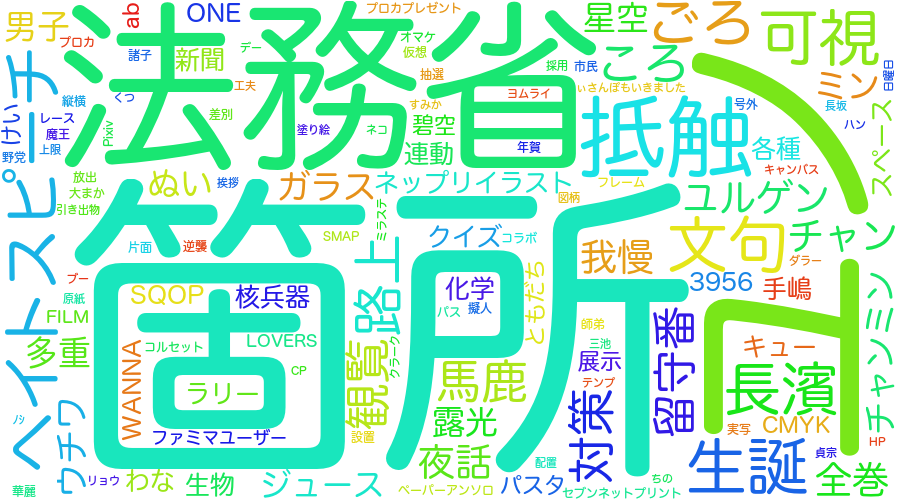 男子
ab
ONE
プロカプレゼント
星空
ごろ
可視
プロカ
諸子
新聞
デー
オマケ
仮想
ころ
法務省
ヘイトスピーチ
縦横
くつ
工夫
抽選
採用
市民
ぃさんぽもいきました
ミン
日曜日
けい
レース
差別
すみか
ヨムライ
号外
長坂
魔王
Pixiv
塗り絵
ネコ
碧空
抵触
ハン
スペース
野党
上限
年賀
運動
各種
放出
挨拶
キャンバス
大まか
ぬい
ガラス
ネップリイラスト
フレーム
ユルゲン
引き出物
図柄
箇所
片面
逆襲
SMAP
ミラステ
クイズ
コラボ
我慢
文句
チャン
ダラー
ブー
路上
原紙
SQOP
核兵器
化学
ともだち
3956
手嶋
FILM
パス
擬人
師弟
留守番
チャンミン
多重
コルセット
LOVERS
観覧
クラーク
三池
展示
キュー
WANNA
CP
馬鹿
テンプ
長濱
ラリー
ウチワ
ノシ
露光
対策
実写
CMYK
ファミマユーザー
設置
HP
夜話
配置
生誕
貞宗
華麗
リョウ
わな
生物
ジュース
ペーパーアンソロ
パスタ
ちの
セブンネットプリント
全巻